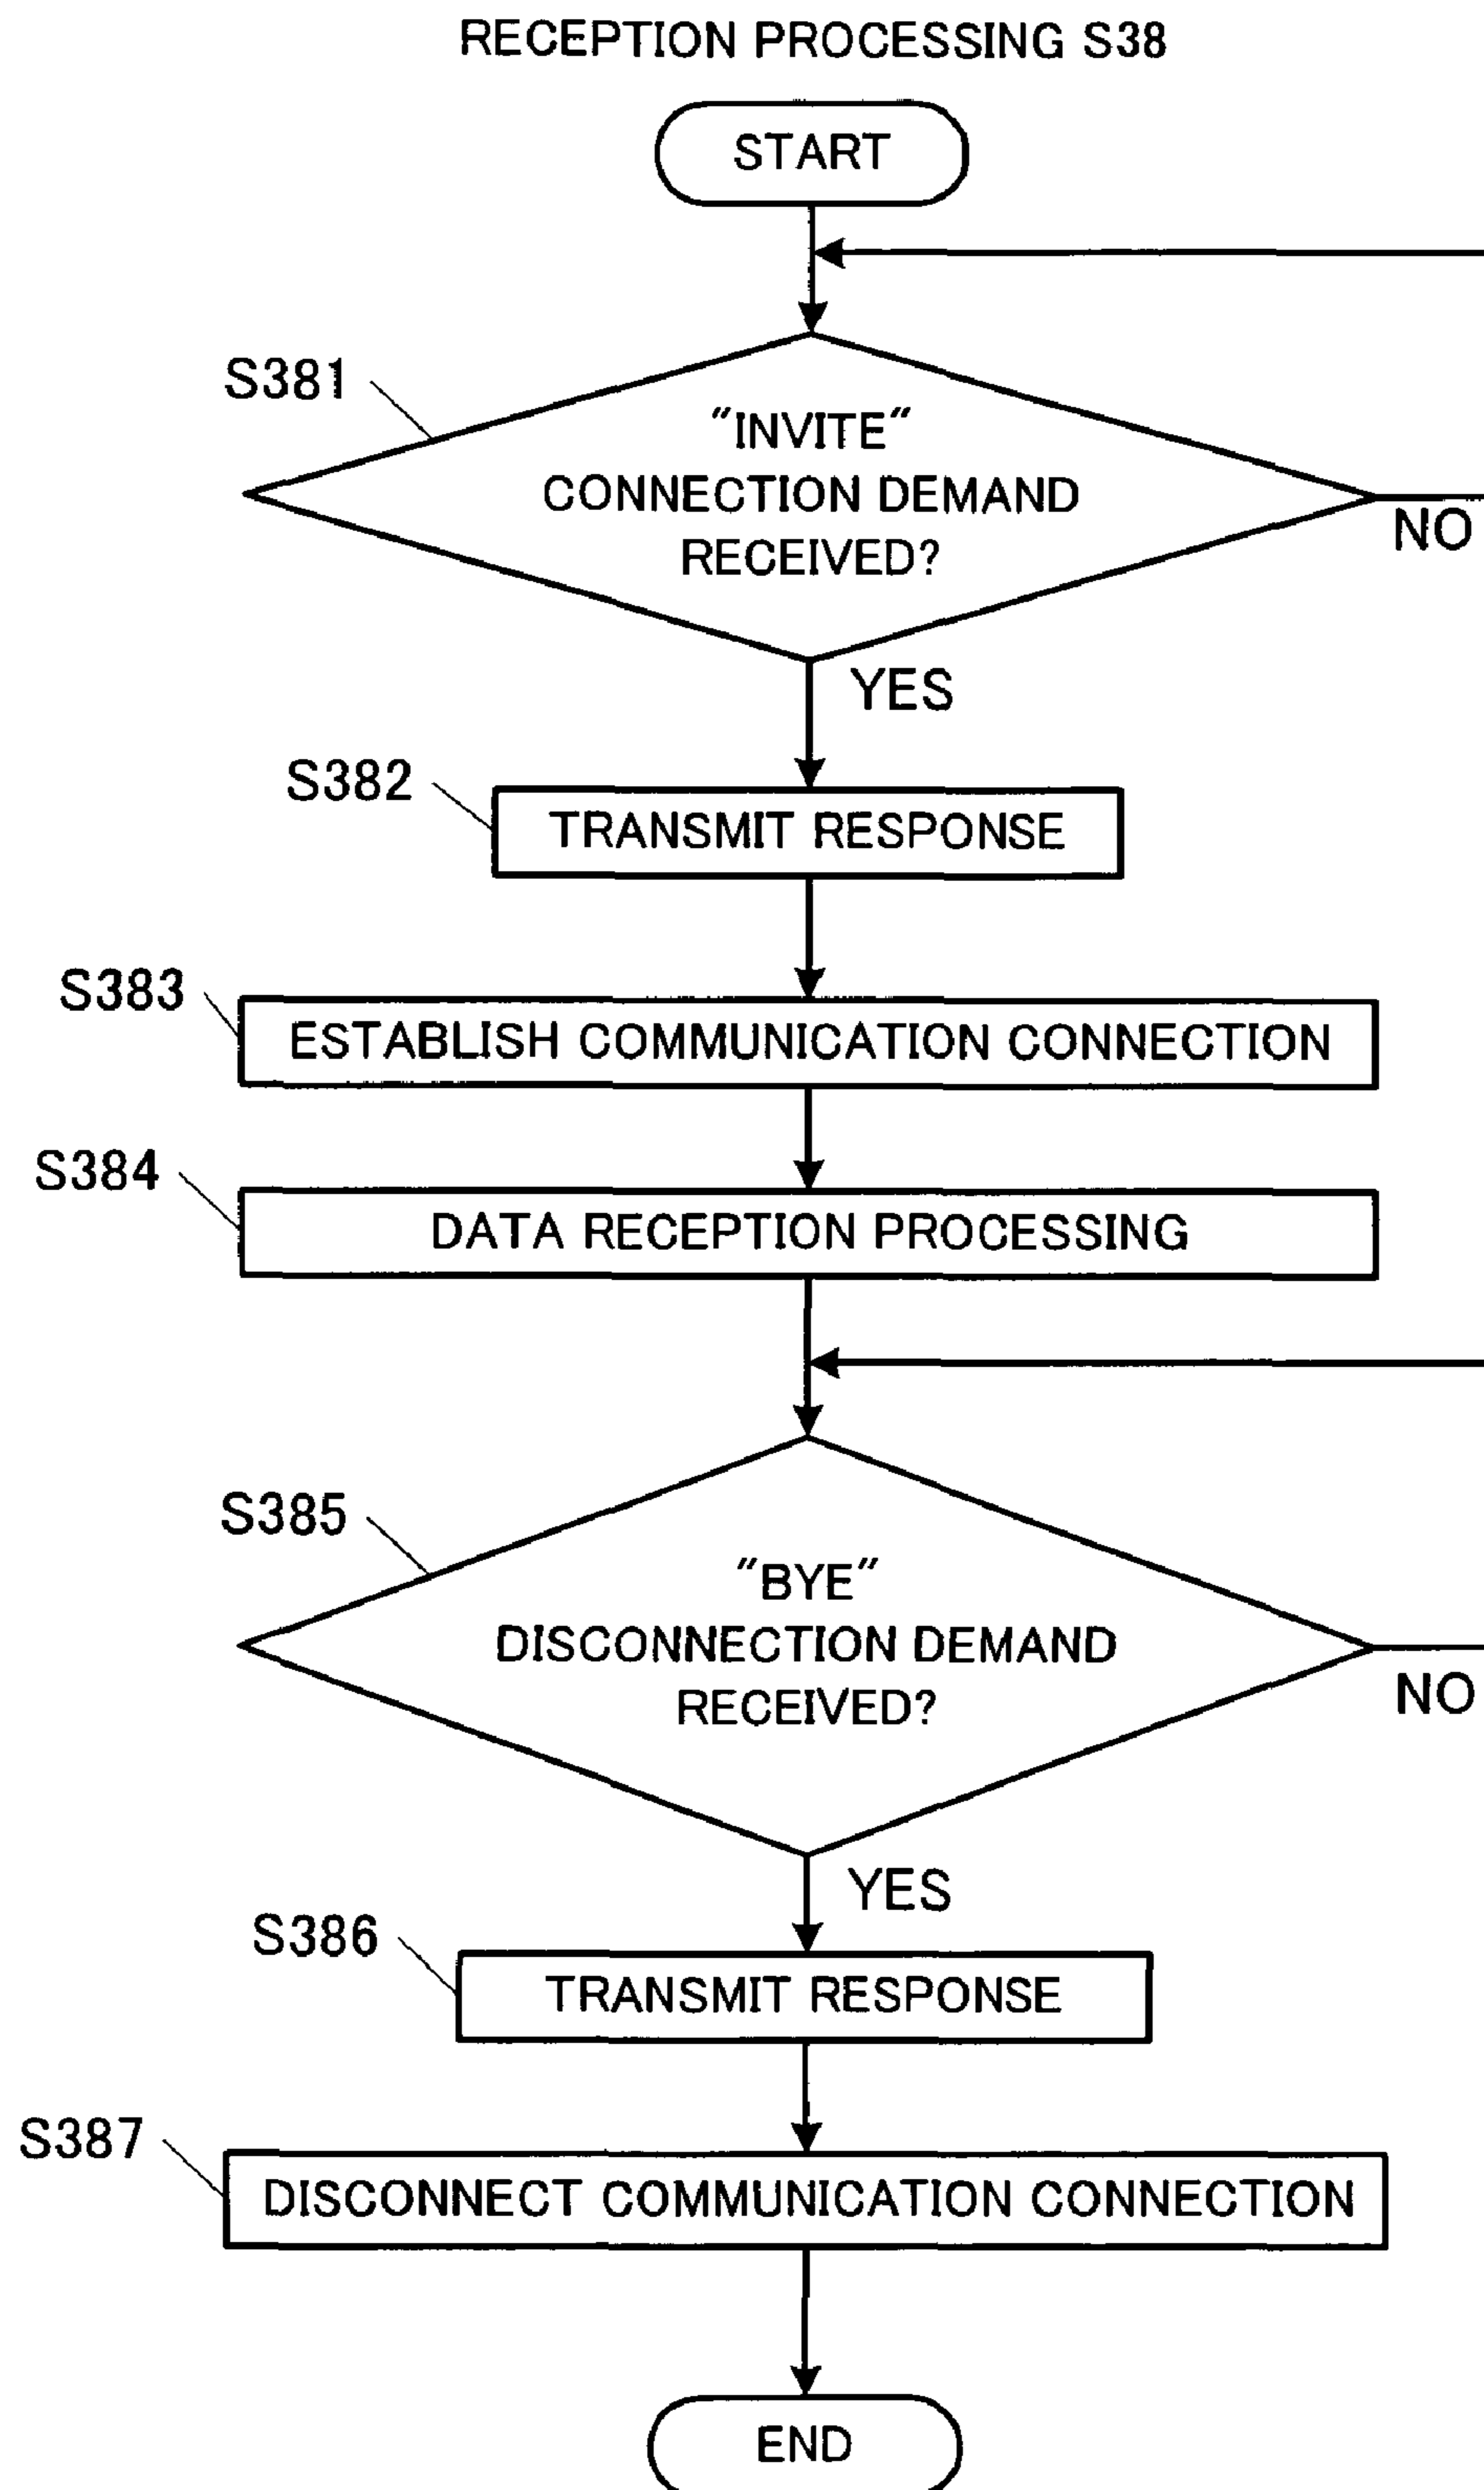 RECEPTION PROCESSING S38
START
S381
"INVITE"
CONNECTION DEMAND
RECEIVED?
NO
YES
S382
TRANSMIT RESPONSE
S383
ESTABLISH COMMUNICATION CONNECTION
S384
DATA RECEPTION PROCESSING
S385
"BYE"
DISCONNECTION DEMAND
RECEIVED?
NO
YES
S386
TRANSMIT RESPONSE
S387
DISCONNECT COMMUNICATION CONNECTION
END